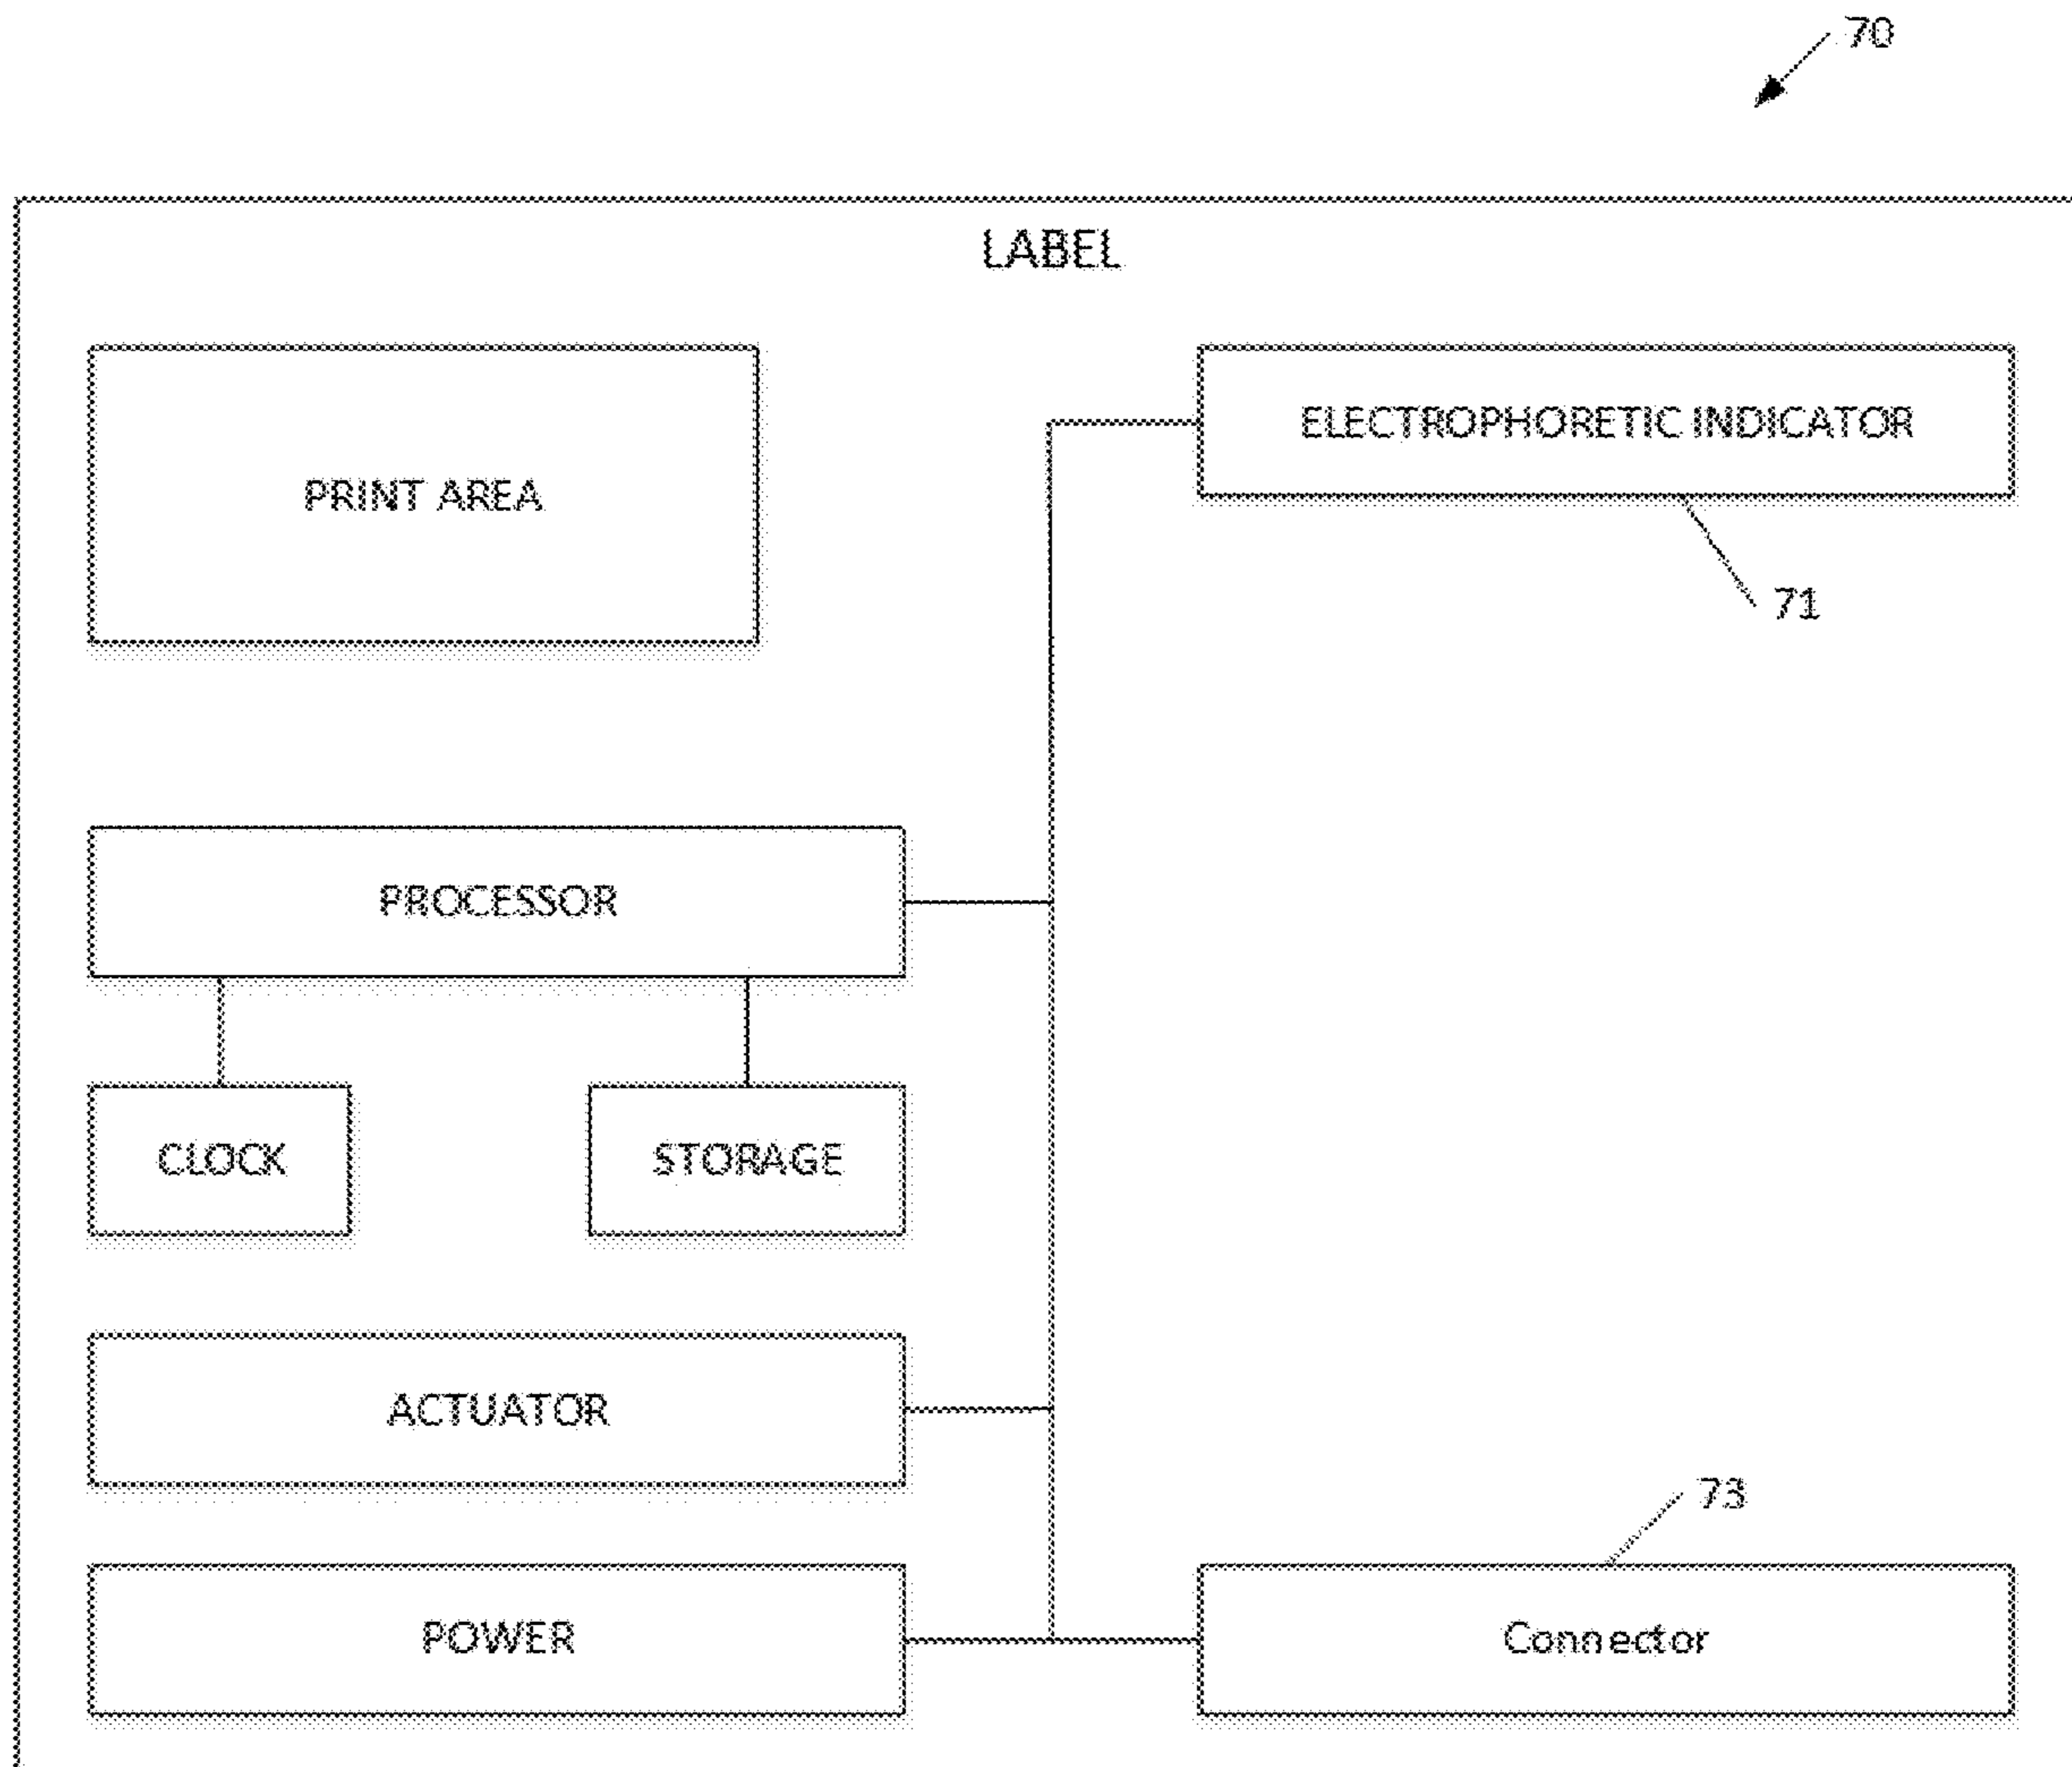 70
LABEL
PRINT AREA
ELECTROPHORETIC INDICATOR
71
PROCESSOR
CLOCK
STORAGE
ACTUATOR
73
POWER
Connector